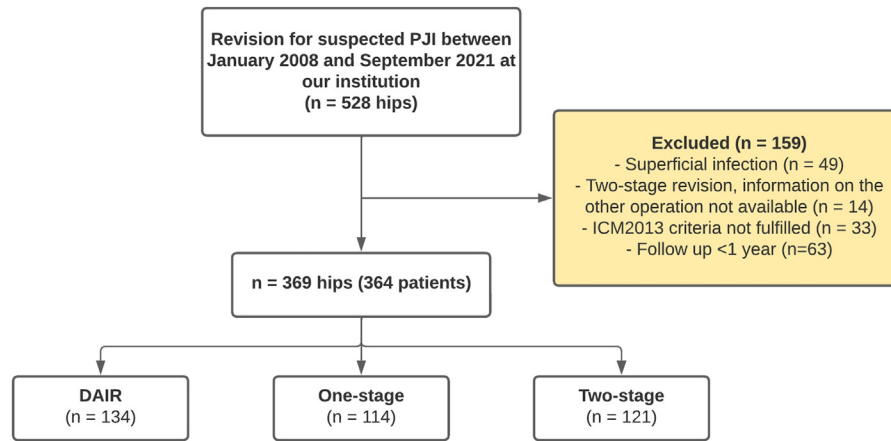 Revision for suspected PJI between
January 2008 and September 2021 at
our institution
(n = 528 hips)
Excluded (n = 159)
- Superficial infection (n = 49)
- Two-stage revision, information on the
other operation not available (n = 14)
- ICM2013 criteria not fulfilled (n = 33)
- Follow up <1 year (n=63)
n = 369 hips (364 patients)
DAIR
(n = 134)
One-stage
(n = 114)
Two-stage
(n = 121)